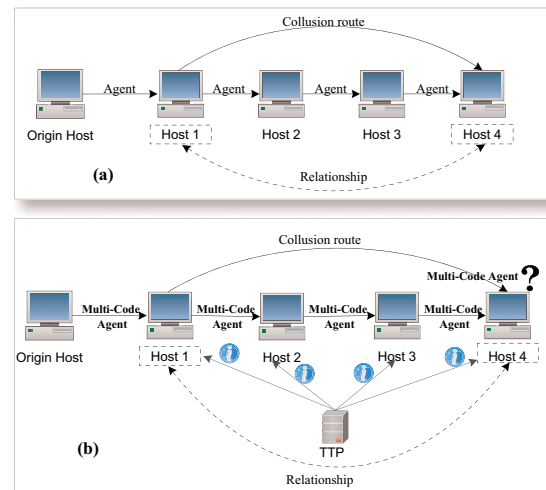 Collusion route
Agent Agent Agent Agent
Origin Host
Host 1 Host 2 Host 3 Host 4
Relationship
(a)
Collusion route
Multi-Code Agent ?
Multi-Code Multi-Code Multi-Code Multi-Code
Agent Agent Agent Agent
Origin Host Host 1 Host 2 Host 3 Host 4
i i i i
TTP
(b)
Relationship